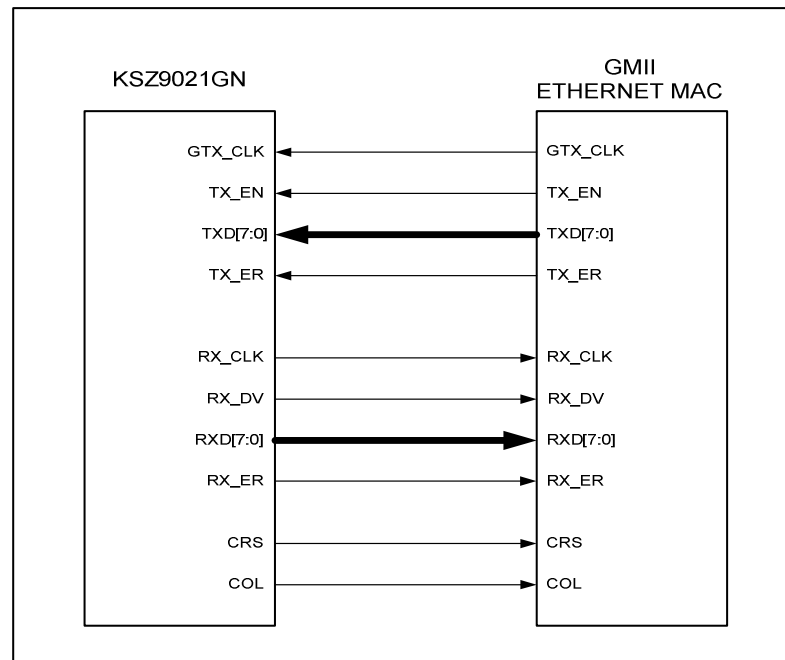 KSZ9021GN
GMII
ETHERNET MAC
GTX_CLK GTX_CLK
TX_EN TX_EN
TXD[7:0] TXD[7:0]
TX_ER TX_ER
RX_CLK RX_CLK
RX_DV RX_DV
RXD[7:0] RXD[7:0]
RX_ER RX_ER
CRS CRS
COL COL